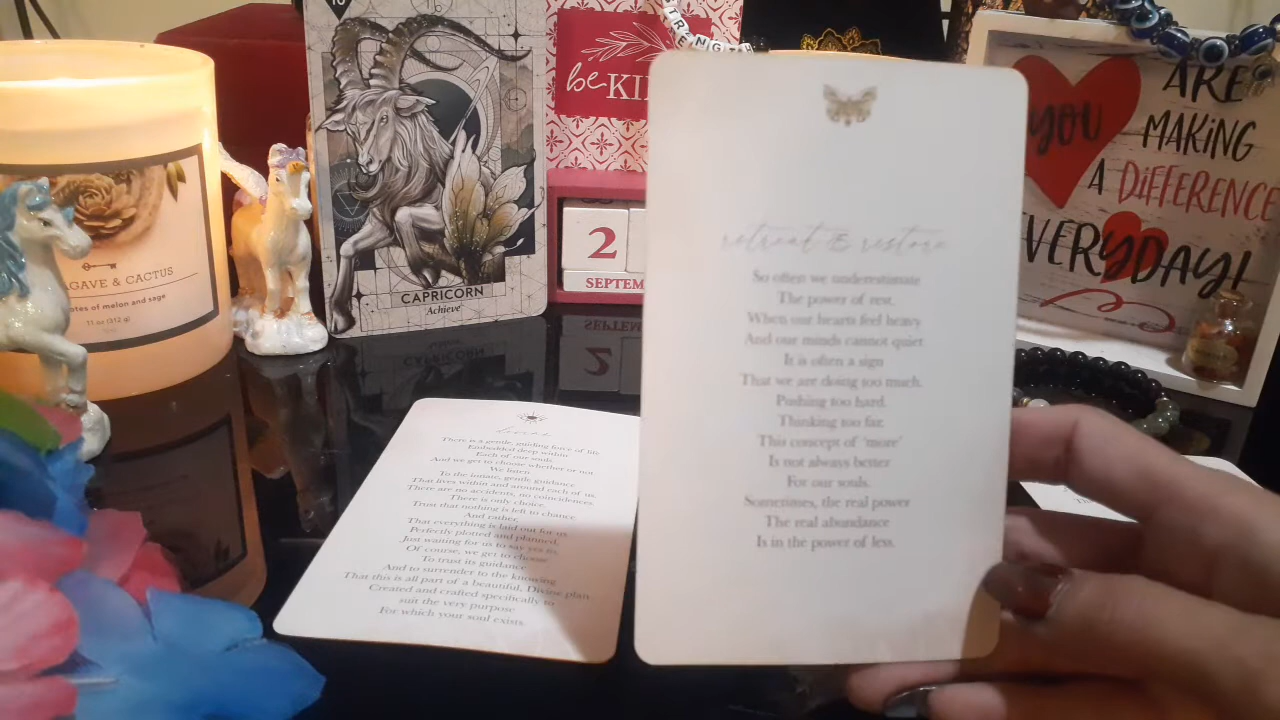 10
CAPRICORN
Achieve
be KIN
STRENGTH
2
SEPTEM
AGAVE & CACTUS
notes of melon and sage
11 oz (312 g)
YOU
ARE
MAKING
A DIFFERENCE
EVERYDAY!
retreat & restore
So often we underestimate
The power of rest.
When our hearts feel heavy
And our minds cannot quiet
It is often a sign
That we are doing too much.
Pushing too hard.
Thinking too far.
This concept of 'more'
Is not always better
For our souls.
Sometimes, the real power
The real abundance
Is in the power of less.
There is a gentle, guiding force of life
Embedded deep within
Each of our souls.
And we get to choose whether or not
We listen
To the innate, gentle guidance
That lives within and around each of us.
There are no accidents, no coincidences.
There is only choice.
Trust that nothing is left to chance
And rather,
That everything is laid out for us.
Perfectly plotted and planned.
Just waiting for us to say yes to.
Of course, we get to choose
To trust its guidance
And to surrender to the knowing
That this is all part of a beautiful, Divine plan
Created and crafted specifically to
suit the very purpose
For which your soul exists.